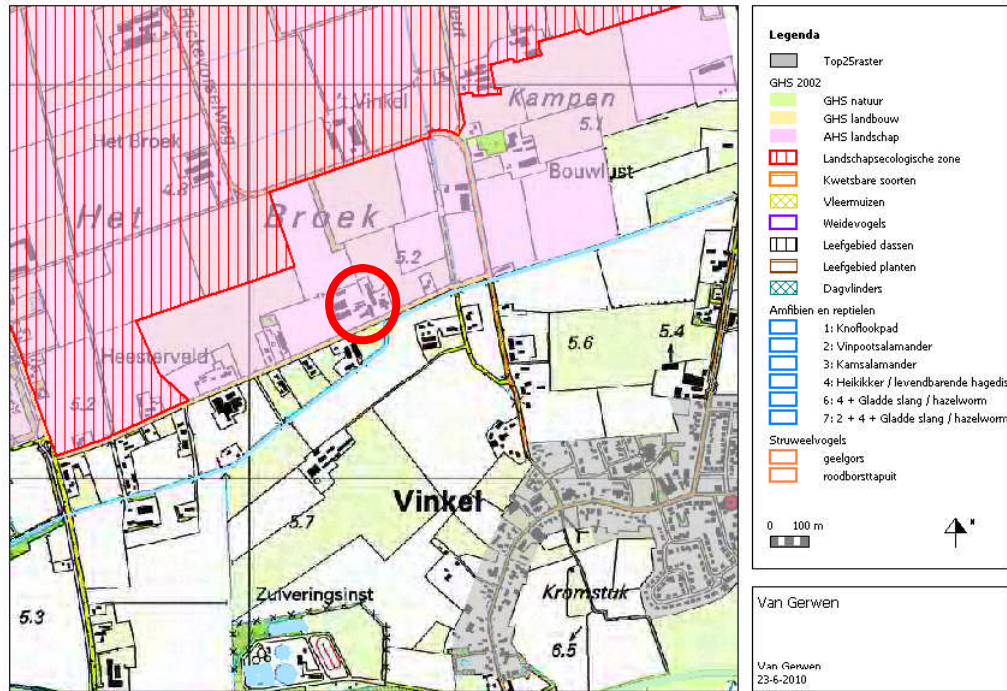 't Vinkel
Kampen
5.1
Het Broek
Bouwlust
4.8
Het Broek
5.2
Heesterveld
5.2
5.6
5.4
Vinkel
5.7
Zuiveringsinst
Kromstuk
5.3
6.5
Legenda
Top25raster
GHS 2002
GHS natuur
GHS landbouw
AHS landschap
Landschapsecologische zone
Kwetsbare soorten
Vleermuizen
Weidevogels
Leefgebied dassen
Leefgebied planten
Dagvlinders
Amfibien en reptielen
1: Knoflookpad
2: Vinpootsalamander
3: Kamsalamander
4: Heikikker / levendbarende hagedis
6: 4 + Gladde slang / hazelworm
7: 2 + 4 + Gladde slang / hazelworm
Struweelvogels
geelgors
roodborsttapuit
0 100 m
N
Van Gerwen
Van Gerwen
23-6-2010